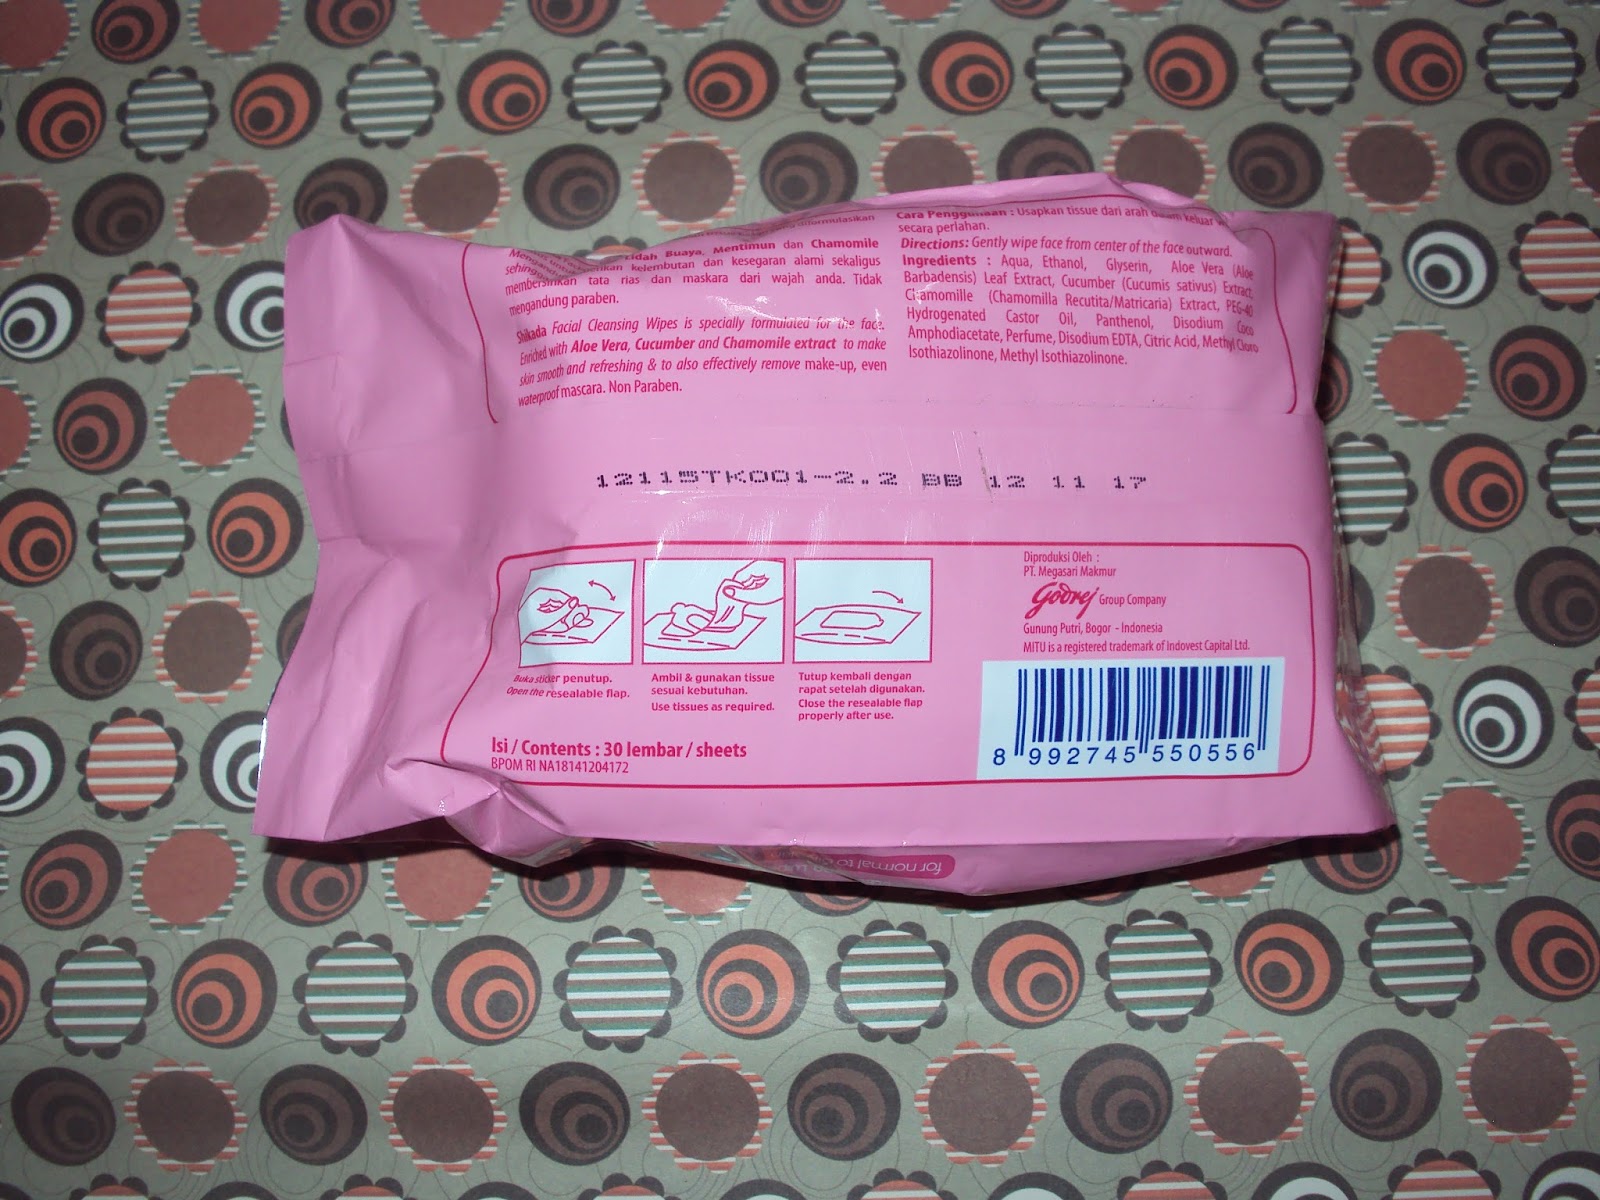 diformulasikan
Lidah Buaya, Mentimun dan Chamomile
kelembutan dan kesegaran alami sekaligus
membersihkan tata rias dan maskara dari wajah anda. Tidak
mengandung paraben.
Shikada Facial Cleansing Wipes is specially formulated for the face.
Enriched with Aloe Vera, Cucumber and Chamomile extract to make
skin smooth and refreshing & to also effectively remove make-up, even
waterproof mascara. Non Paraben.
Cara Penggunaan : Usapkan tissue dari arah dalam keluar
secara perlahan.
Directions: Gently wipe face from center of the face outward.
Ingredients : Aqua, Ethanol, Glyserin, Aloe Vera (Aloe
Barbadensis) Leaf Extract, Cucumber (Cucumis sativus) Extract,
Chamomille (Chamomilla Recutita/Matricaria) Extract, PEG-40
Hydrogenated Castor Oil, Panthenol, Disodium Coco
Amphodiacetate, Perfume, Disodium EDTA, Citric Acid, Methyl Cloro
Isothiazolinone, Methyl Isothiazolinone.
1211STK001-2.2 BB 12 11 17
Buka sticker penutup.
Open the resealable flap.
Ambil & gunakan tissue
sesuai kebutuhan.
Use tissues as required.
Tutup kembali dengan
rapat setelah digunakan.
Close the resealable flap
properly after use.
Isi / Contents : 30 lembar / sheets
BPOM RI NA18141204172
Diproduksi Oleh :
PT. Megasari Makmur
Godrej Group Company
Gunung Putri, Bogor - Indonesia
MITU is a registered trademark of Indovest Capital Ltd.
8 992745 550556
for normal to